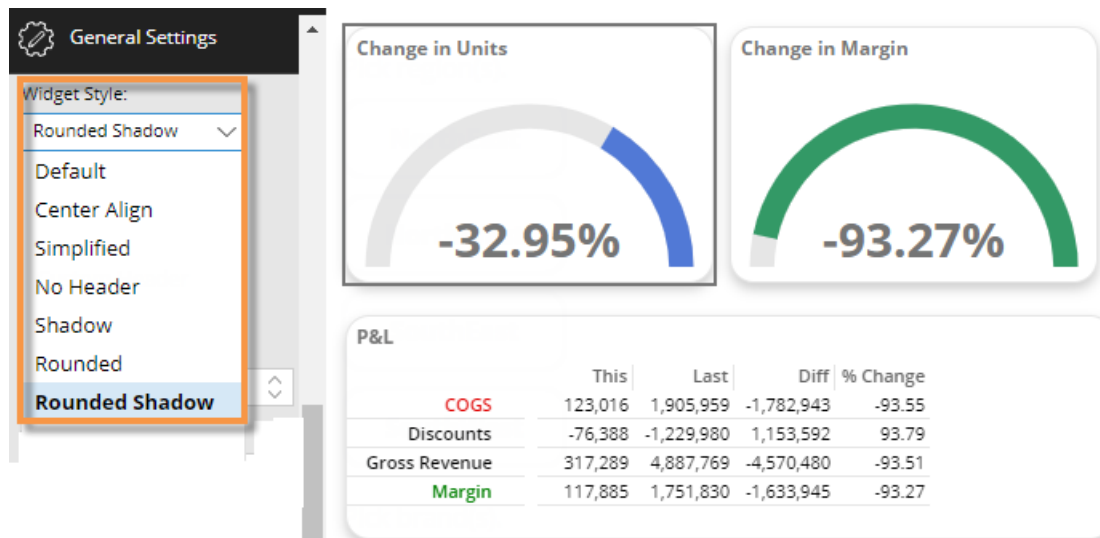 General Settings
Widget Style:
Rounded Shadow
Default
Center Align
Simplified
No Header
Shadow
Rounded
Rounded Shadow
Change in Units
-32.95%
Change in Margin
-93.27%
P&L
This Last Diff % Change
COGS 123,016 1,905,959 -1,782,943 -93.55
Discounts -76,388 -1,229,980 1,153,592 93.79
Gross Revenue 317,289 4,887,769 -4,570,480 -93.51
Margin 117,885 1,751,830 -1,633,945 -93.27